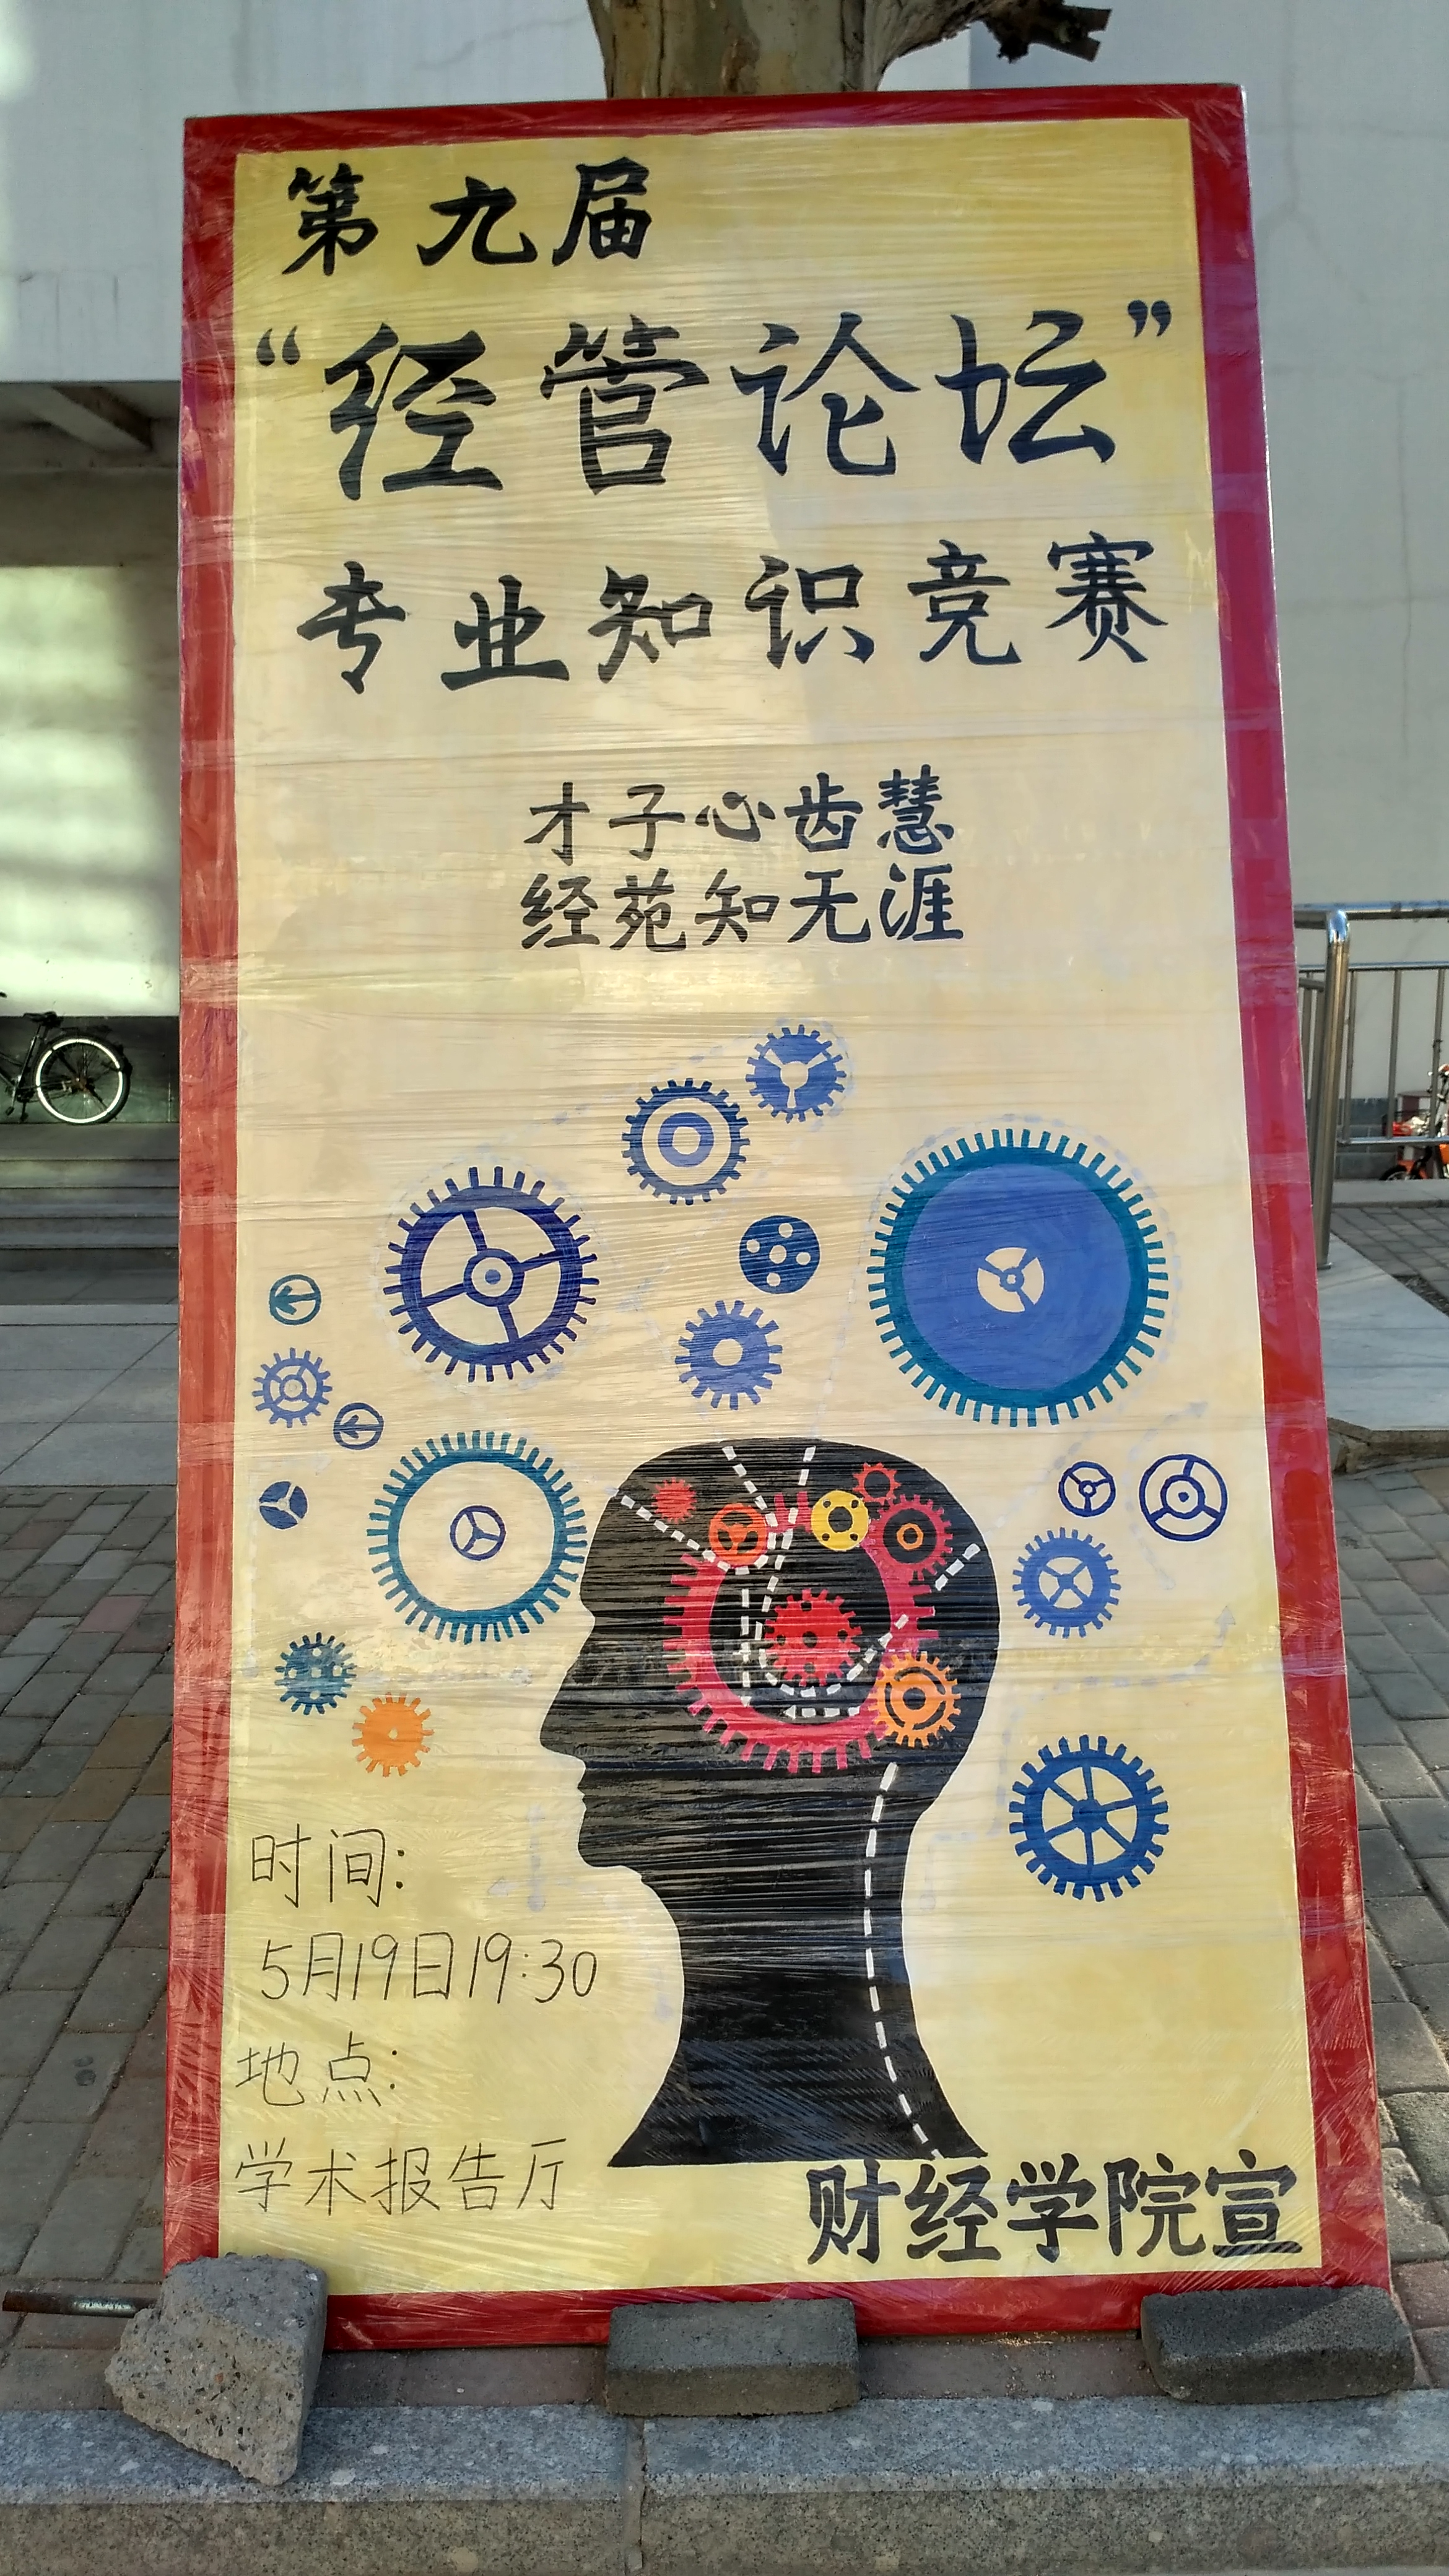 第九届
“经管论坛”
专业知识竞赛
才子心齿慧
经苑知无涯
时间:
5月19日19:30
地点:
学术报告厅
财经学院宣